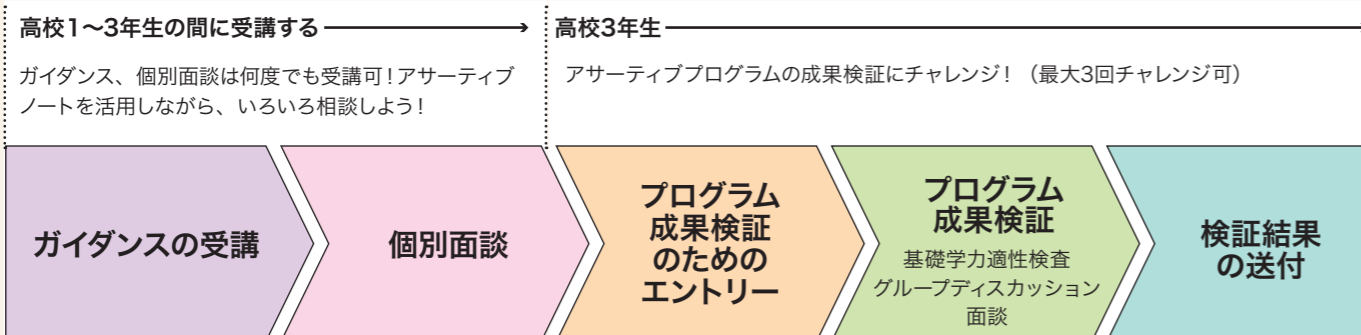 高校1〜3年生の間に受講する
ガイダンス、個別面談は何度でも受講可!アサーティブ
ノートを活用しながら、いろいろ相談しよう!
高校3年生
アサーティブプログラムの成果検証にチャレンジ!(最大3回チャレンジ可)
ガイダンスの受講
個別面談
プログラム
成果検証
のための
エントリー
プログラム
成果検証
基礎学力適性検査
グループディスカッション
面談
検証結果
の送付